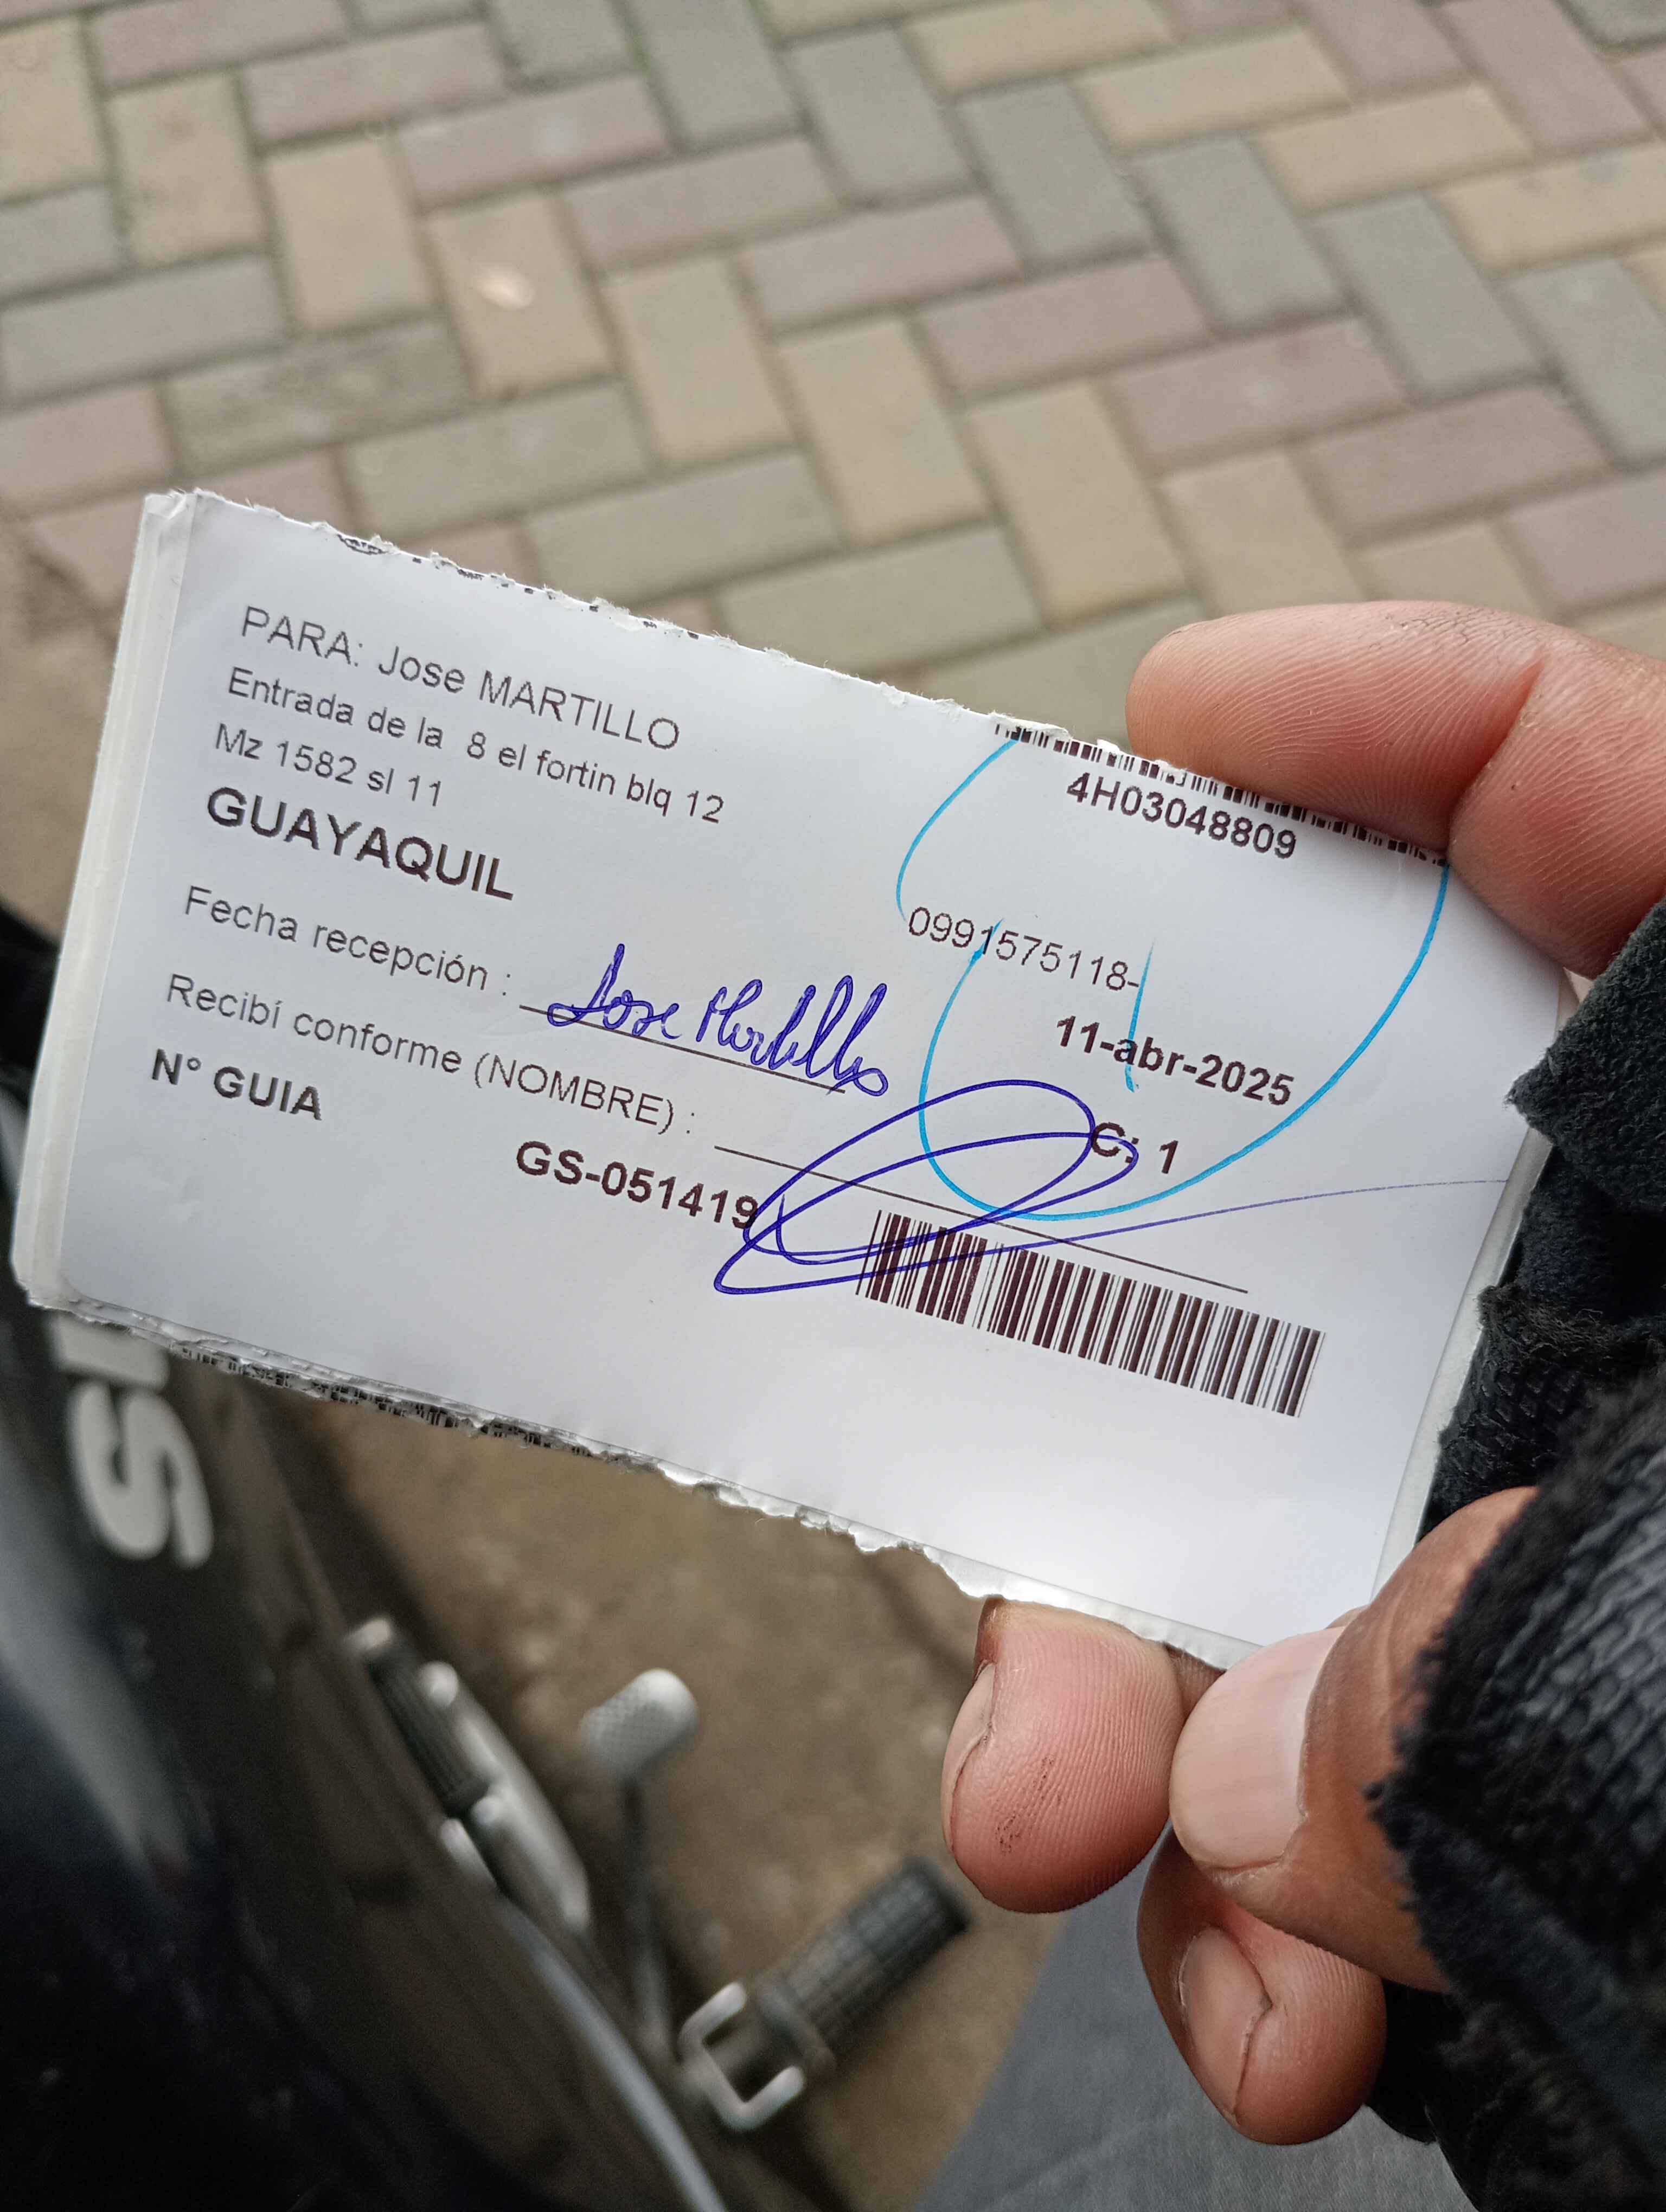 PARA: Jose MARTILLO
Entrada de la 8 el fortin blq 12
Mz 1582 sl 11
GUAYAQUIL
4H03048809
0991575118-
Fecha recepción :
Jose Martillo
11-abr-2025
Recibí conforme (NOMBRE) :
C: 1
N° GUIA
GS-051419